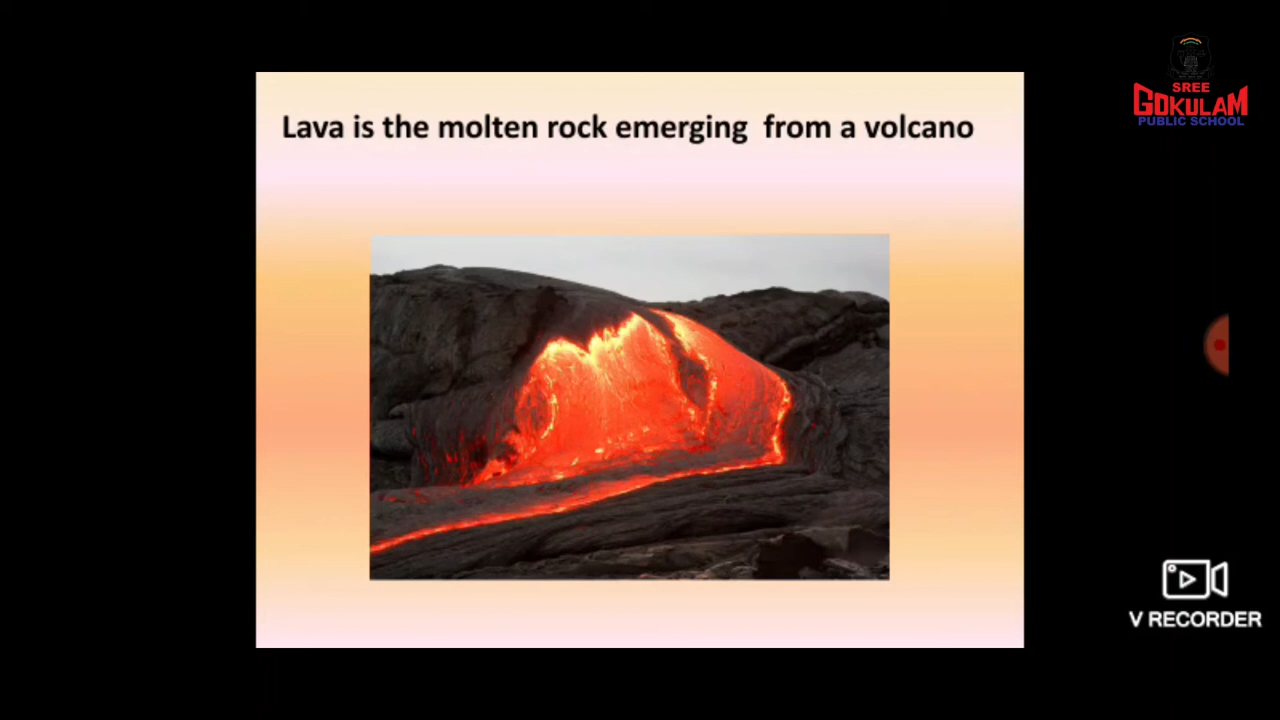 Lava is the molten rock emerging  from a volcano
SREE
GOKULAM
PUBLIC SCHOOL
V RECORDER